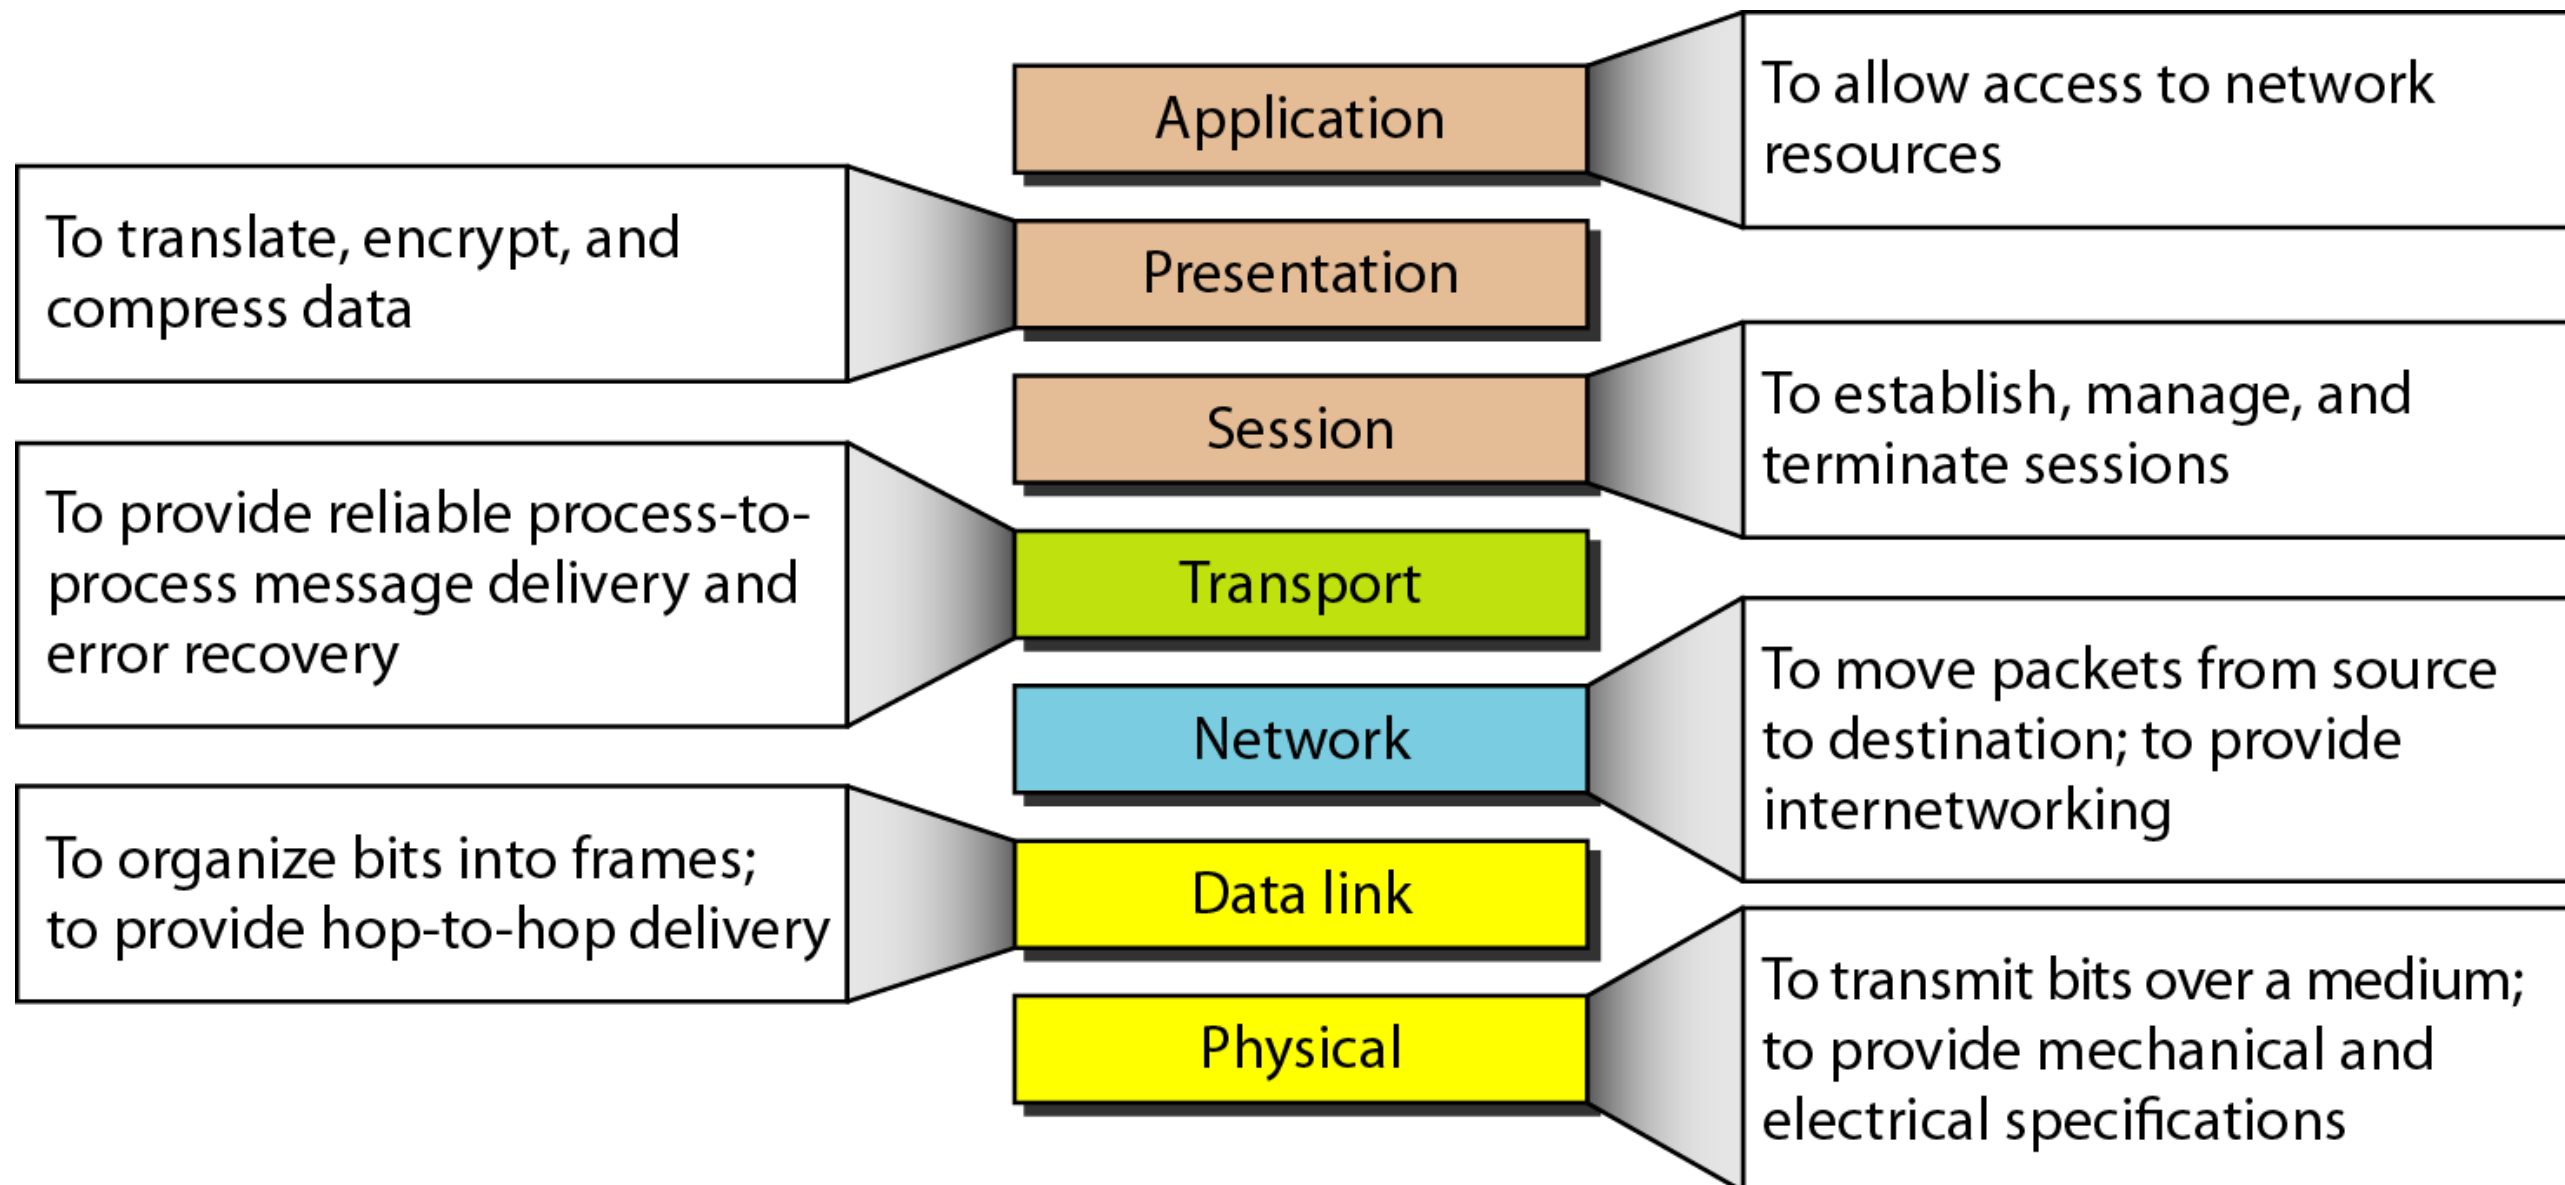 Application
To allow access to network
resources
To translate, encrypt, and
compress data
Presentation
Session
To establish, manage, and
terminate sessions
To provide reliable process-to-
process message delivery and
error recovery
Transport
Network
To move packets from source
to destination; to provide
internetworking
To organize bits into frames;
to provide hop-to-hop delivery
Data link
Physical
To transmit bits over a medium;
to provide mechanical and
electrical specifications